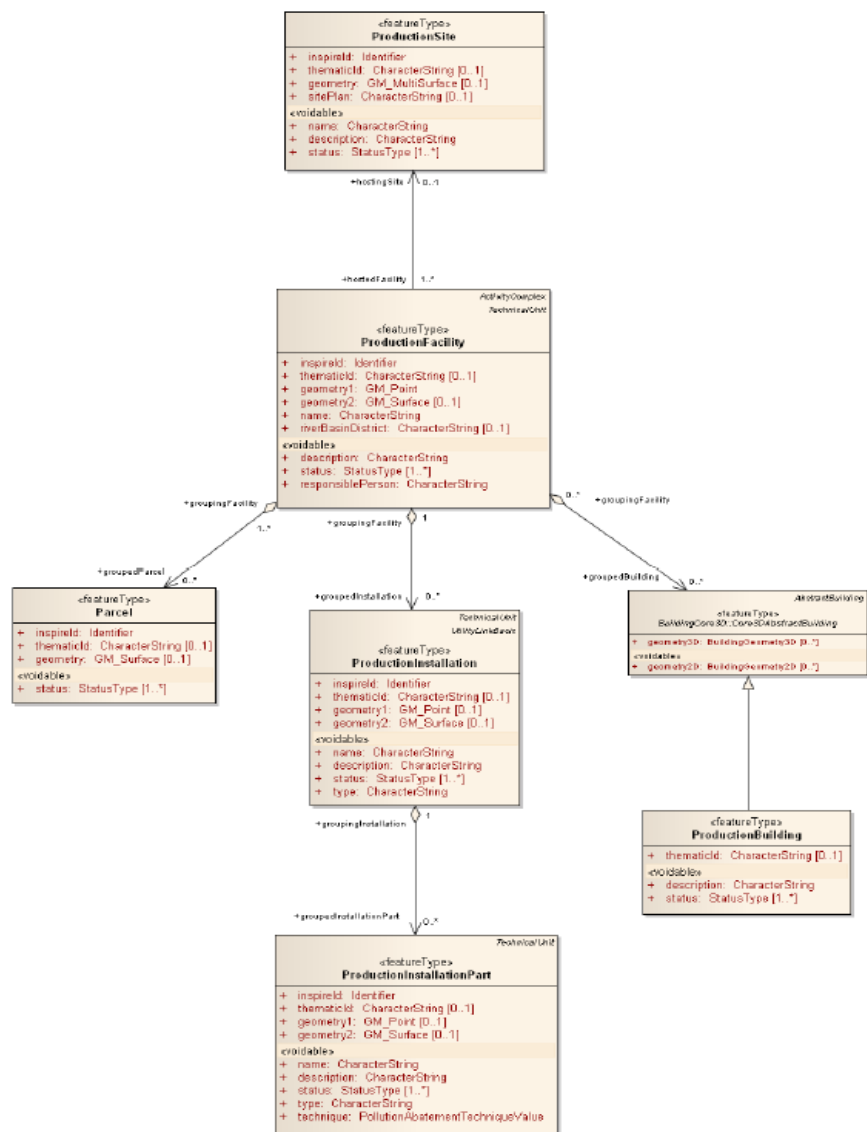 «featureType»
ProductionSite
+ inspireId: Identifier
+ thematicId: CharacterString [0..1]
+ geometry: GM_MultiSurface [0..1]
+ sitePlan: CharacterString [0..1]
«voidable»
+ name: CharacterString
+ description: CharacterString
+ status: StatusType [1..*]
+hostingSite 0..1
+hostedFacility 1..*
ActivityComplex
TechnicalUnit
«featureType»
ProductionFacility
+ inspireId: Identifier
+ thematicId: CharacterString [0..1]
+ geometry1: GM_Point
+ geometry2: GM_Surface [0..1]
+ name: CharacterString
+ riverBasinDistrict: CharacterString [0..1]
«voidable»
+ description: CharacterString
+ status: StatusType [1..*]
+ responsiblePerson: CharacterString
+groupingFacility
1..*
+groupingFacility 1
0..* +groupingFacility
+groupedParcel
0..*
+groupedInstallation 0..*
+groupedBuilding 0..*
«featureType»
Parcel
+ inspireId: Identifier
+ thematicId: CharacterString [0..1]
+ geometry: GM_Surface [0..1]
«voidable»
+ status: StatusType [1..*]
TechnicalUnit
UtilityLinkBasin
«featureType»
ProductionInstallation
+ inspireId: Identifier
+ thematicId: CharacterString [0..1]
+ geometry1: GM_Point [0..1]
+ geometry2: GM_Surface [0..1]
«voidable»
+ name: CharacterString
+ description: CharacterString
+ status: StatusType [1..*]
+ type: CharacterString
AbstractBuilding
«featureType»
BuildingCore3D::Core3DAbstractBuilding
+ geometry3D: BuildingGeometry3D [0..*]
«voidable»
+ geometry2D: BuildingGeometry2D [0..*]
«featureType»
ProductionBuilding
+ thematicId: CharacterString [0..1]
«voidable»
+ description: CharacterString
+ status: StatusType [1..*]
+groupingInstallation 1
+groupedInstallationPart 0..*
TechnicalUnit
«featureType»
ProductionInstallationPart
+ inspireId: Identifier
+ thematicId: CharacterString [0..1]
+ geometry1: GM_Point [0..1]
+ geometry2: GM_Surface [0..1]
«voidable»
+ name: CharacterString
+ description: CharacterString
+ status: StatusType [1..*]
+ type: CharacterString
+ technique: PollutionAbatementTechniqueValue